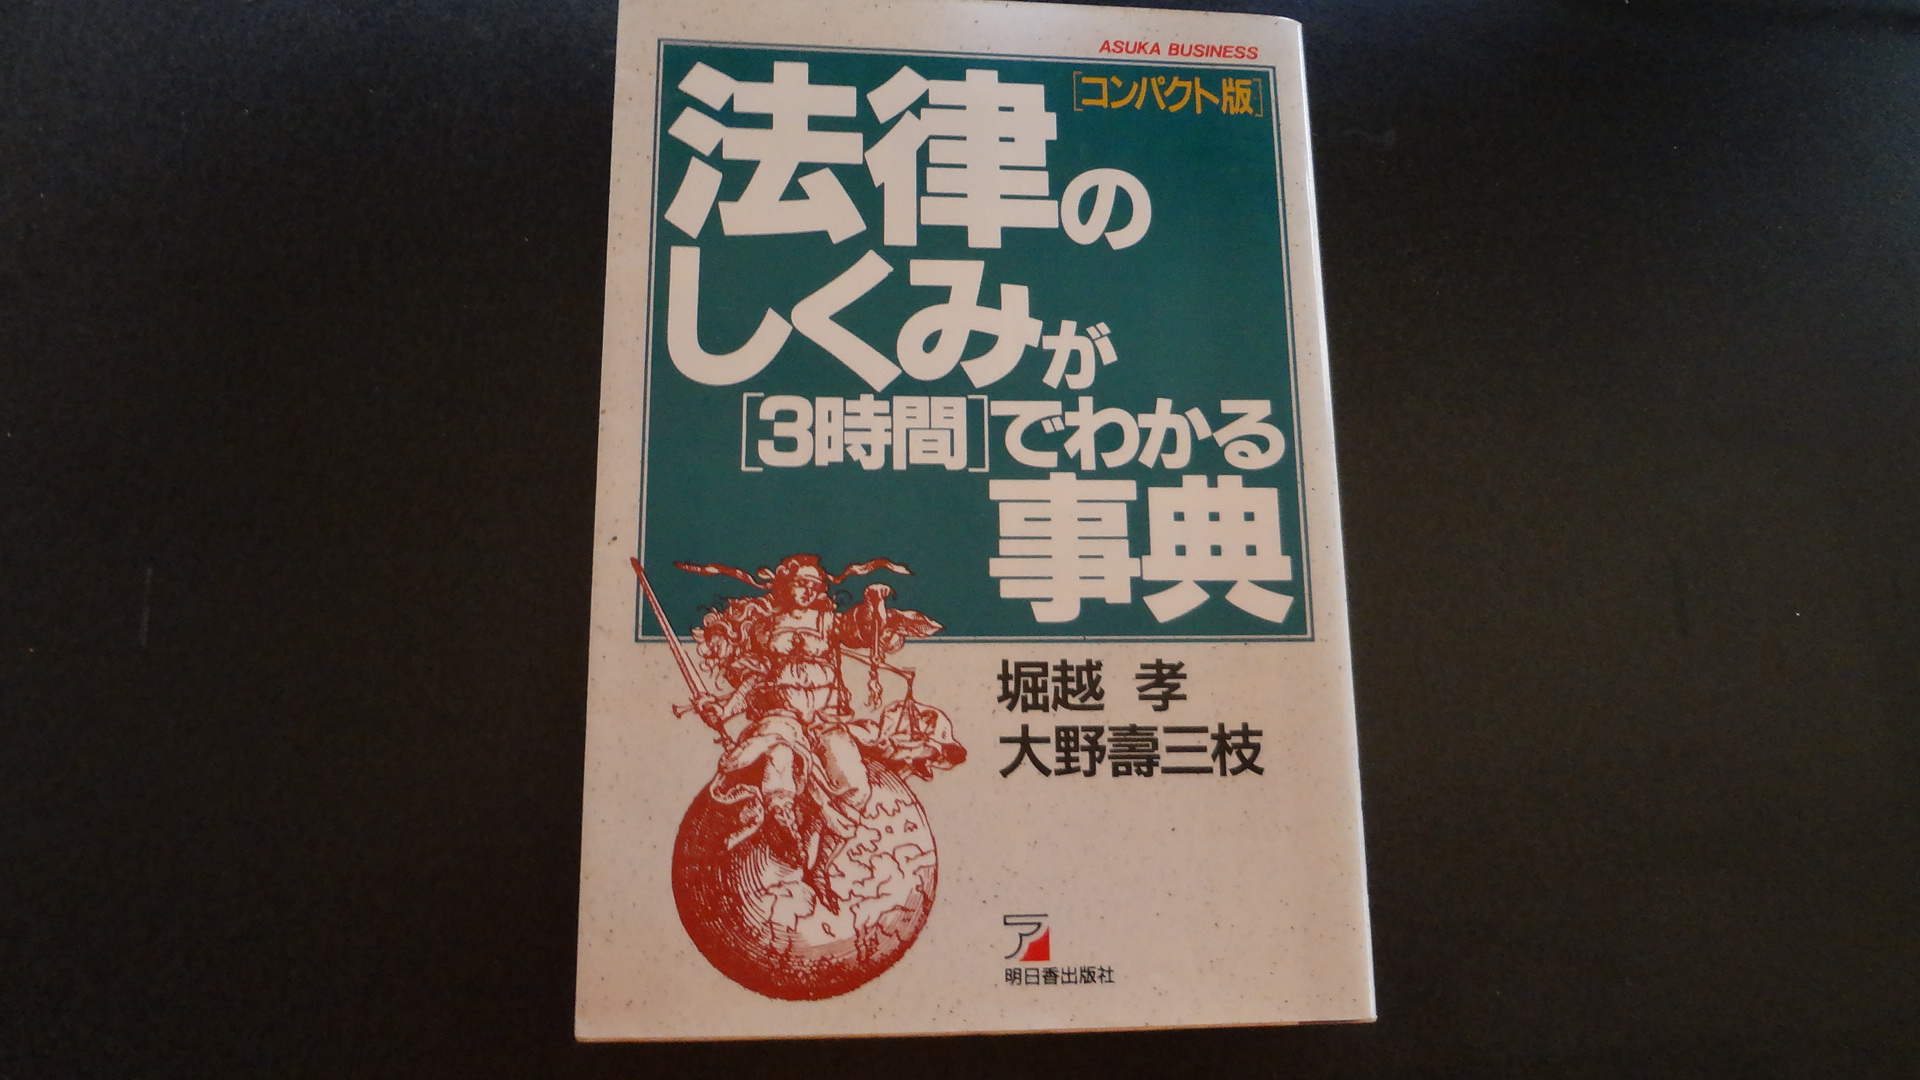 ASUKA BUSINESS
[コンパクト版]
法律の
しくみが
[3時間]でわかる
事典
堀越 孝
大野壽三枝
ア
明日香出版社